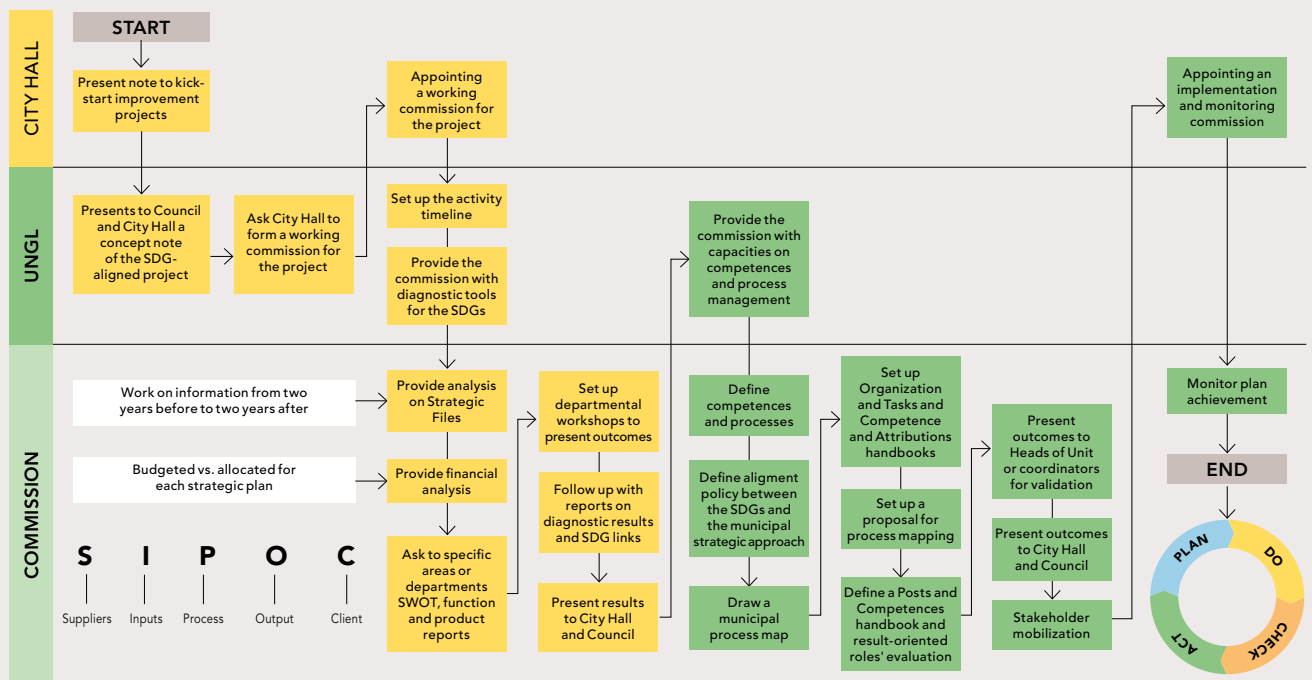 CITY HALL
START
Present note to kick-
start improvement
projects
Appointing
a working
commission for
the project
Appointing an
implementation
and monitoring
commission
UNGL
Presents to Council
and City Hall a
concept note
of the SDG-
aligned project
Ask City Hall to
form a working
commission for
the project
Set up the activity
timeline
Provide the
commission with
diagnostic tools
for the SDGs
Provide the
commission with
capacities on
competences
and process
management
COMMISSION
Work on information from two
years before to two years after
Budgeted vs. allocated for
each strategic plan
Provide analysis
on Strategic
Files
Provide financial
analysis
Ask to specific
areas or
departments
SWOT, function
and product
reports
Set up
departmental
workshops to
present outcomes
Follow up with
reports on
diagnostic results
and SDG links
Present results
to City Hall
and Council
Define
competences
and processes
Define aligment
policy between
the SDGs and
the municipal
strategic approach
Draw a
municipal
process map
Set up
Organization
and Tasks and
Competence
and Attributions
handbooks
Set up a
proposal for
process mapping
Define a Posts and
Competences
handbook and
result-oriented
roles' evaluation
Present
outcomes to
Heads of Unit
or coordinators
for validation
Present outcomes
to City Hall
and Council
Stakeholder
mobilization
Monitor plan
achievement
END
S I P O C
Suppliers Inputs Process Output Client
PLAN
DO
CHECK
ACT